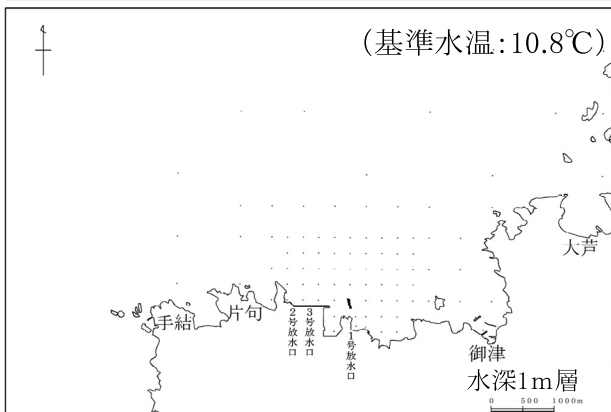 (基準水温:10.8℃)
大芦
手結
片句
2号放水口
3号放水口
1号放水口
御津
水深1m層
0 500 1000m